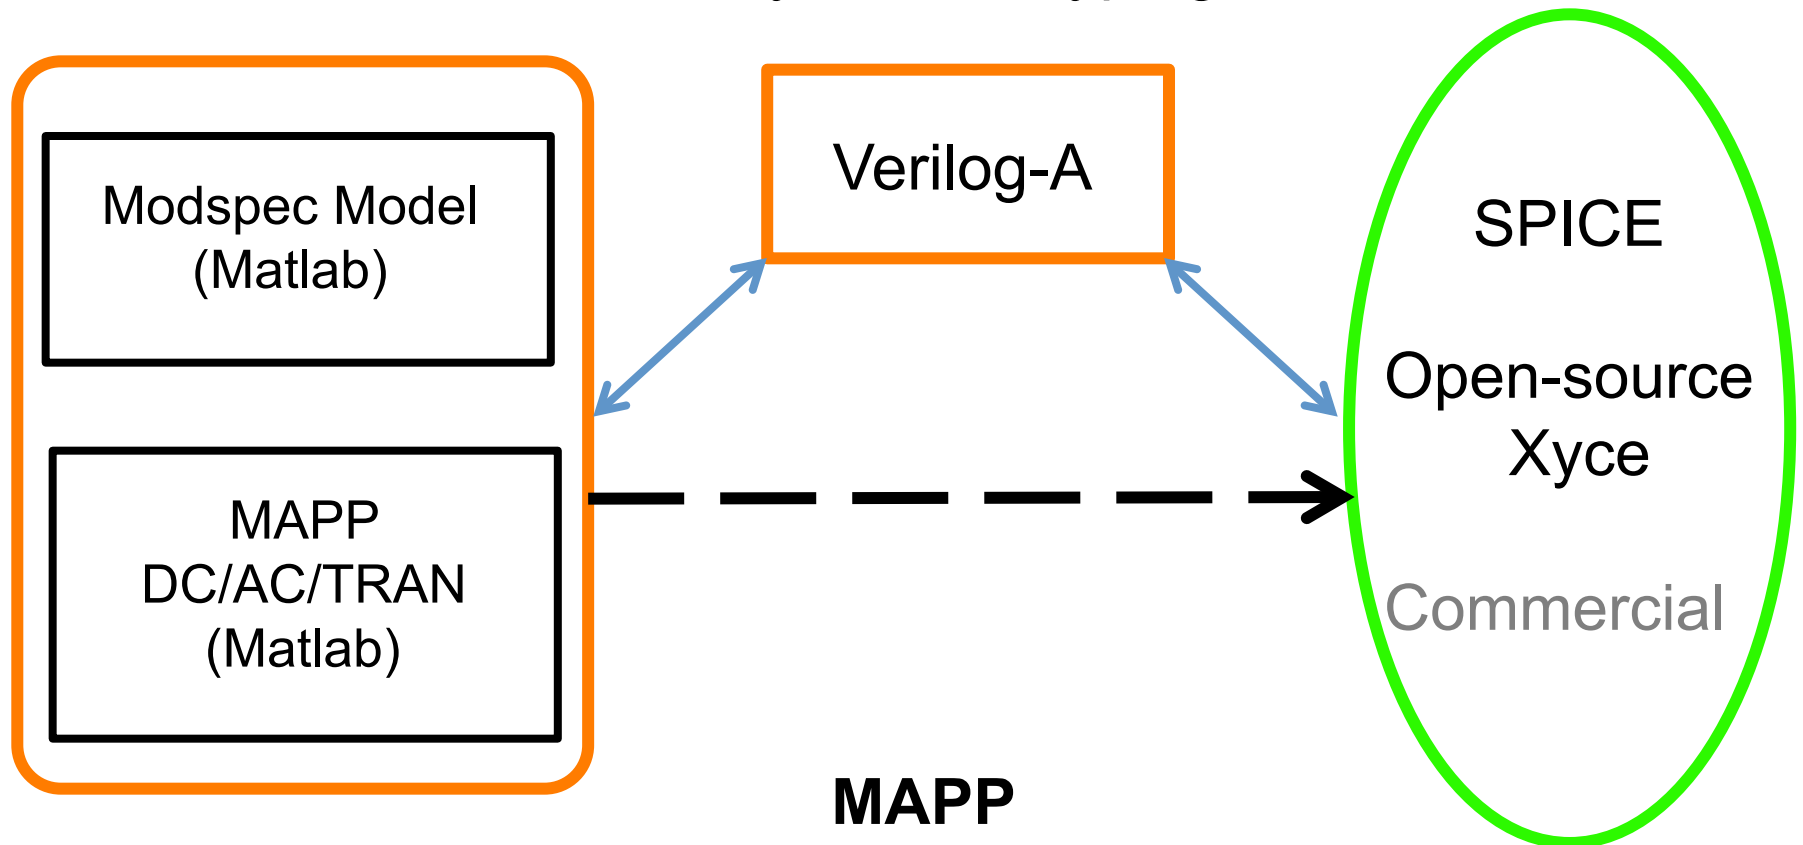 Modspec Model
(Matlab)
MAPP
DC/AC/TRAN
(Matlab)
Verilog-A
SPICE
Open-source
Xyce
Commercial
MAPP